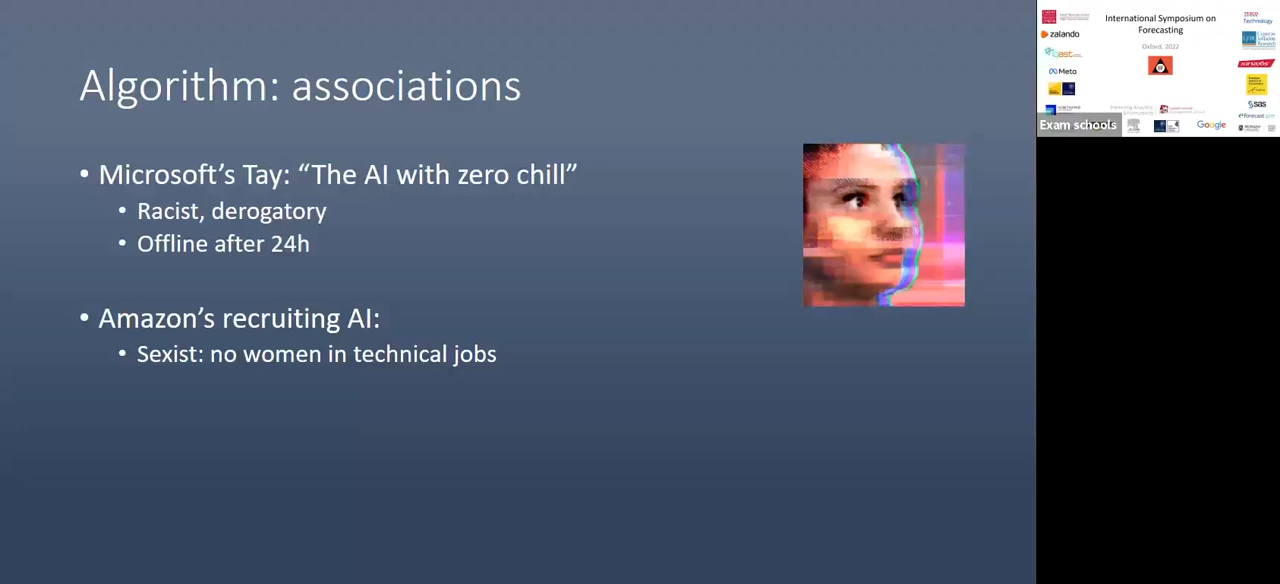 Algorithm: associations
• Microsoft’s Tay: “The AI with zero chill”
• Racist, derogatory
• Offline after 24h
• Amazon’s recruiting AI:
• Sexist: no women in technical jobs
International Symposium on
Forecasting
Oxford, 2022
zalando
Meta
Technology
sas
Google
Exam schools